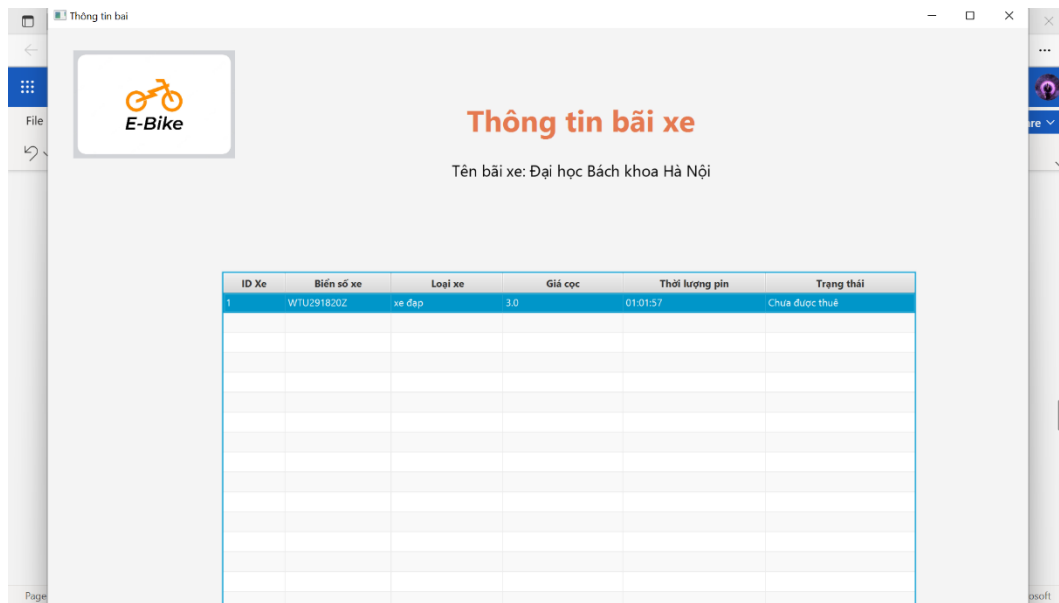 Thông tin bai
File
are
E-Bike
Thông tin bãi xe
Tên bãi xe: Đại học Bách khoa Hà Nội
ID Xe Biển số xe Loại xe Giá cọc Thời lượng pin Trạng thái
1 WTU291820Z xe đạp 3.0 01:01:57 Chưa được thuê
Page
osoft